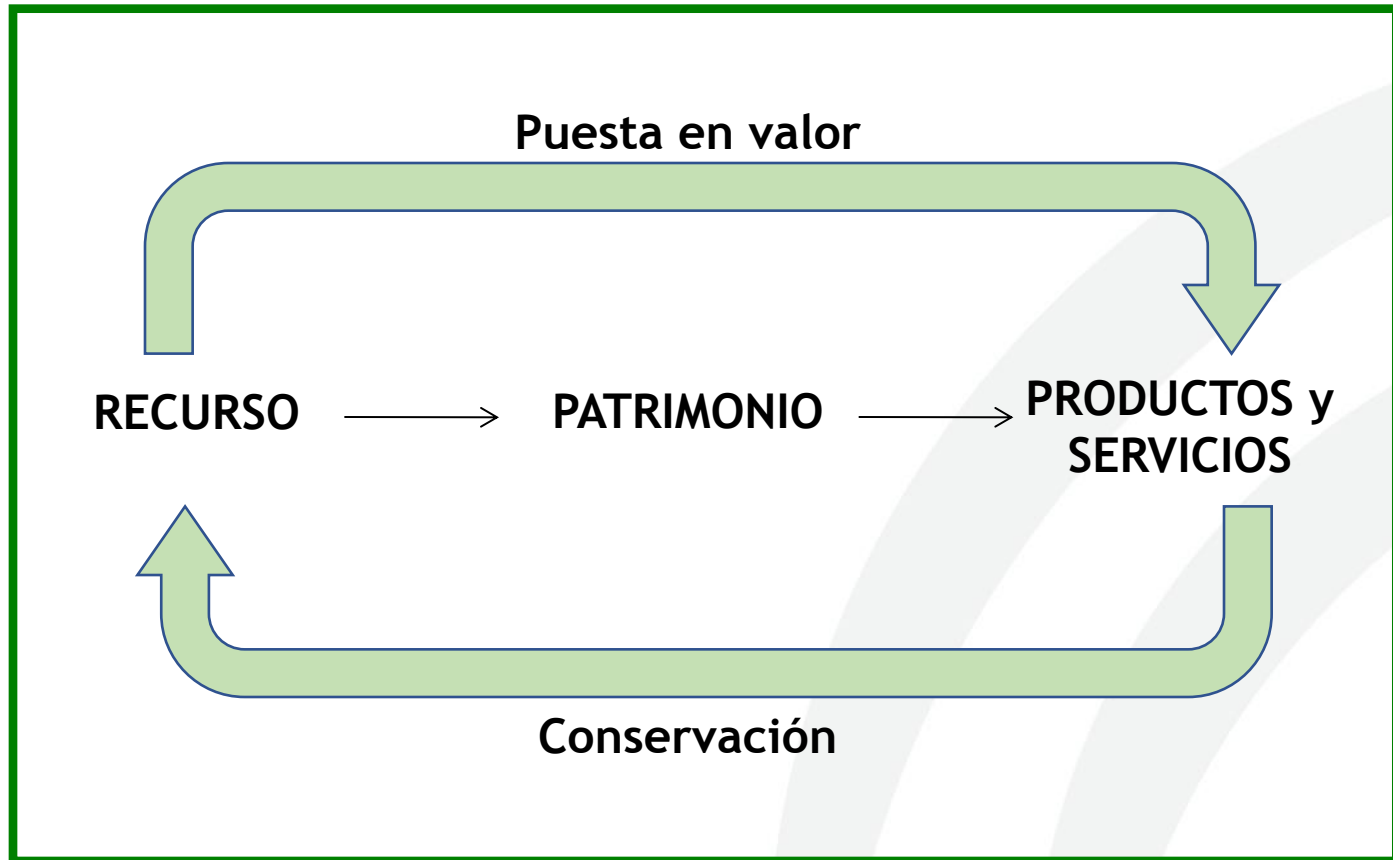 Puesta en valor
RECURSO
PATRIMONIO
PRODUCTOS y
SERVICIOS
Conservación